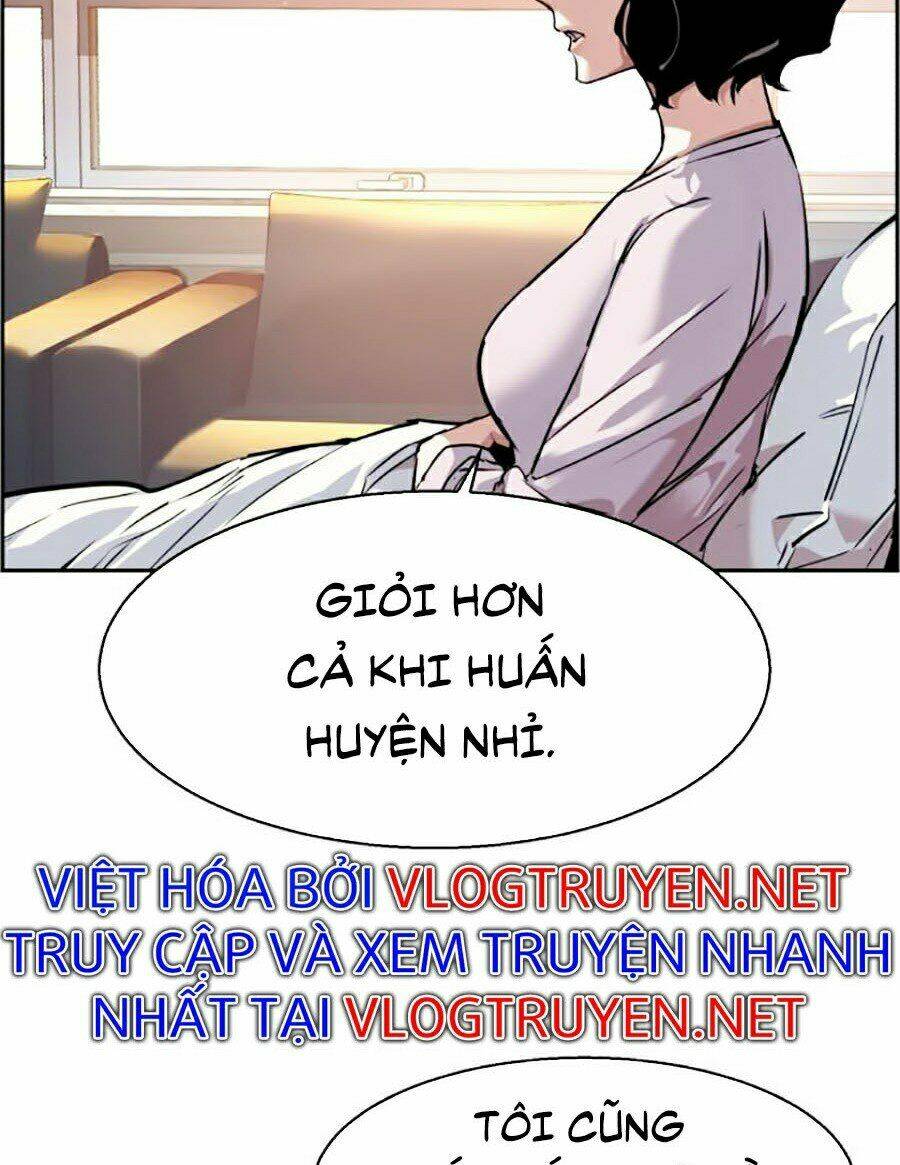 GIỎI HƠN
CẢ KHI HUẤN
HUYỆN NHỈ.
VIỆT HÓA BỞI VLOGTRUYEN.NET
TRUY CẬP VÀ XEM TRUYỆN NHANH
NHẤT TẠI VLOGTRUYEN.NET
TÔI CŨNG